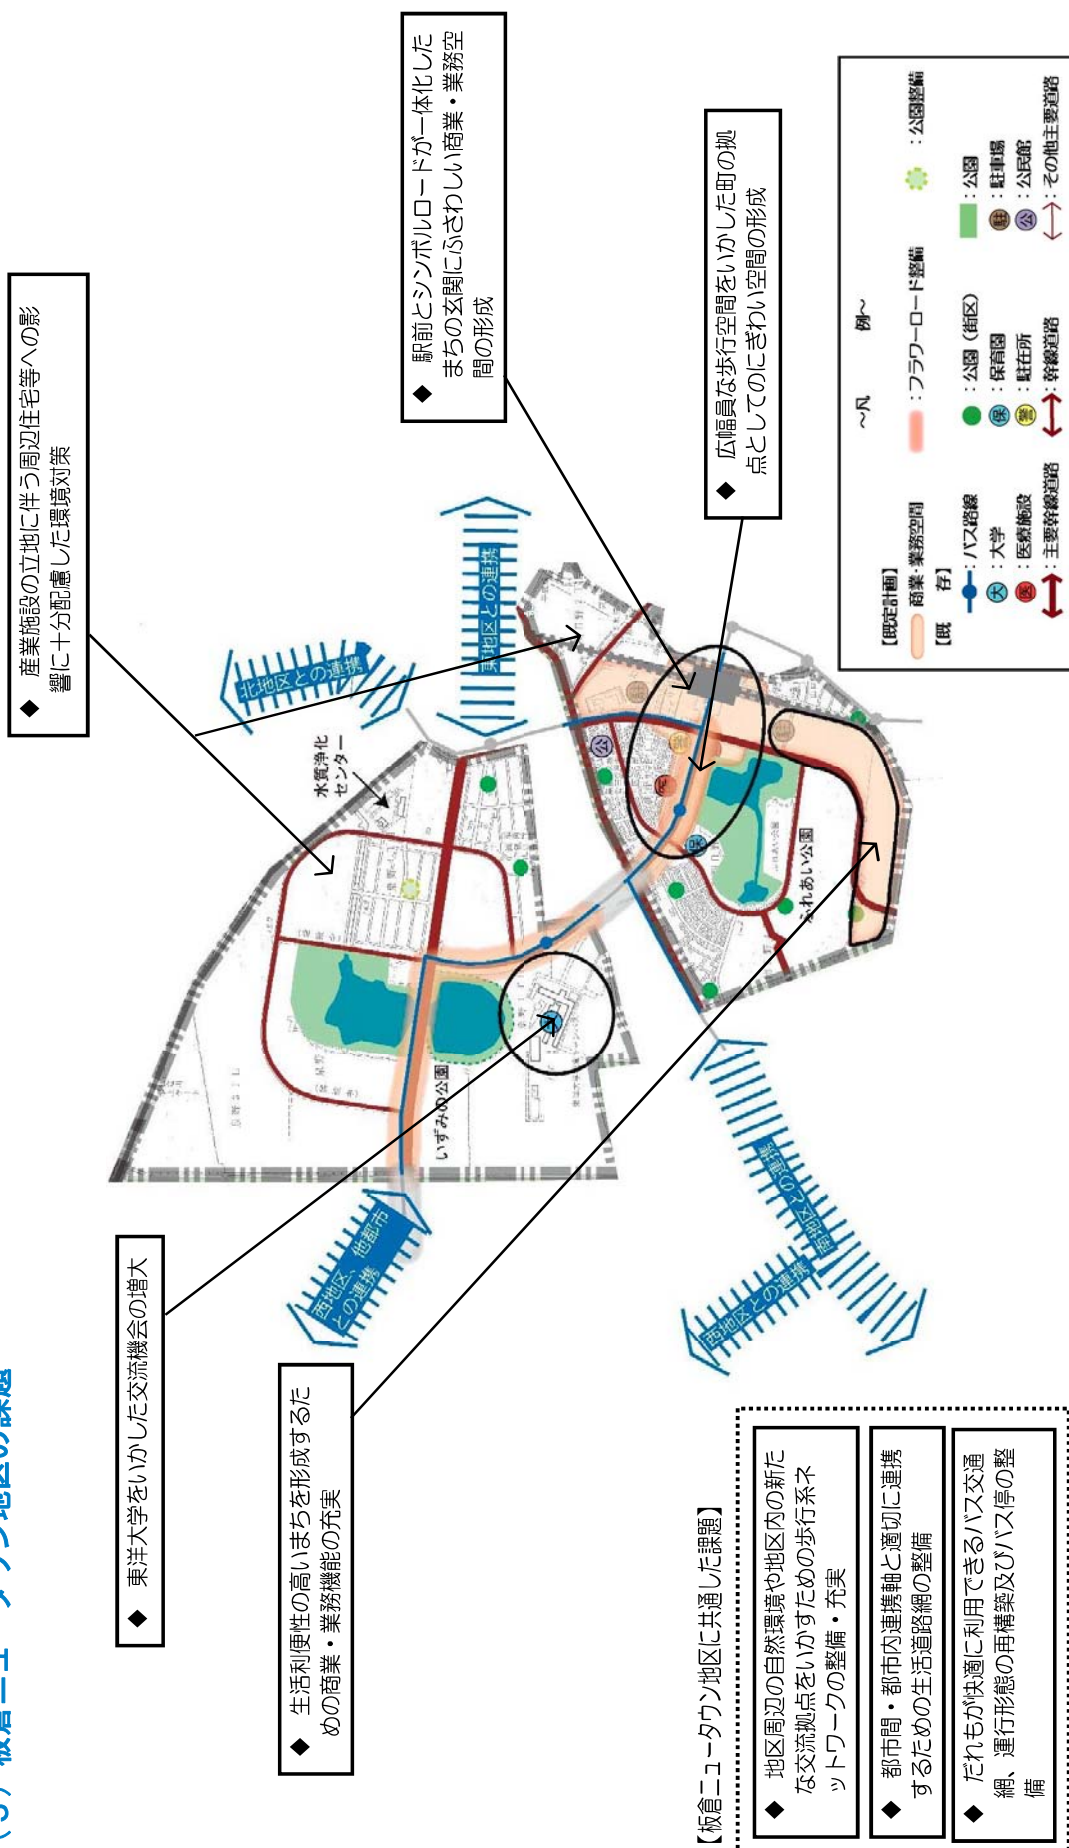 （5）板倉ニュータウン地区の課題
◆ 産業施設の立地に伴う周辺住宅等への影
響に十分配慮した環境対策
◆ 駅前とシンボルロードが一体化した
まちの玄関にふさわしい商業・業務空
間の形成
◆ 広幅員な歩行空間をいかした町の拠
点としてのにぎわい空間の形成
◆ 東洋大学をいかした交流機会の増大
◆ 生活利便性の高いまちを形成するた
めの商業・業務機能の充実
北地区との連携
東地区との連携
西地区、他都市
との連携
西地区との連携
南地区との連携
水質浄化
センター
いずみの公園
ふれあい公園
公
医
警
保
駐
駐
大
【板倉ニュータウン地区に共通した課題】
◆ 地区周辺の自然環境や地区内の新た
な交流拠点をいかすための歩行系ネ
ットワークの整備・充実
◆ 都市間・都市内連携軸と適切に連携
するための生活道路網の整備
◆ だれもが快適に利用できるバス交通
網、運行形態の再構築及びバス停の整
備
～凡 例～
【既定計画】
商業・業務空間 ：フラワーロード整備 ：公園整備
【既 存】
：バス路線 ：公園（街区） ：公園
大：大学 保：保育園 駐：駐車場
医：医療施設 警：駐在所 公：公民館
：主要幹線道路 ：幹線道路 ：その他主要道路